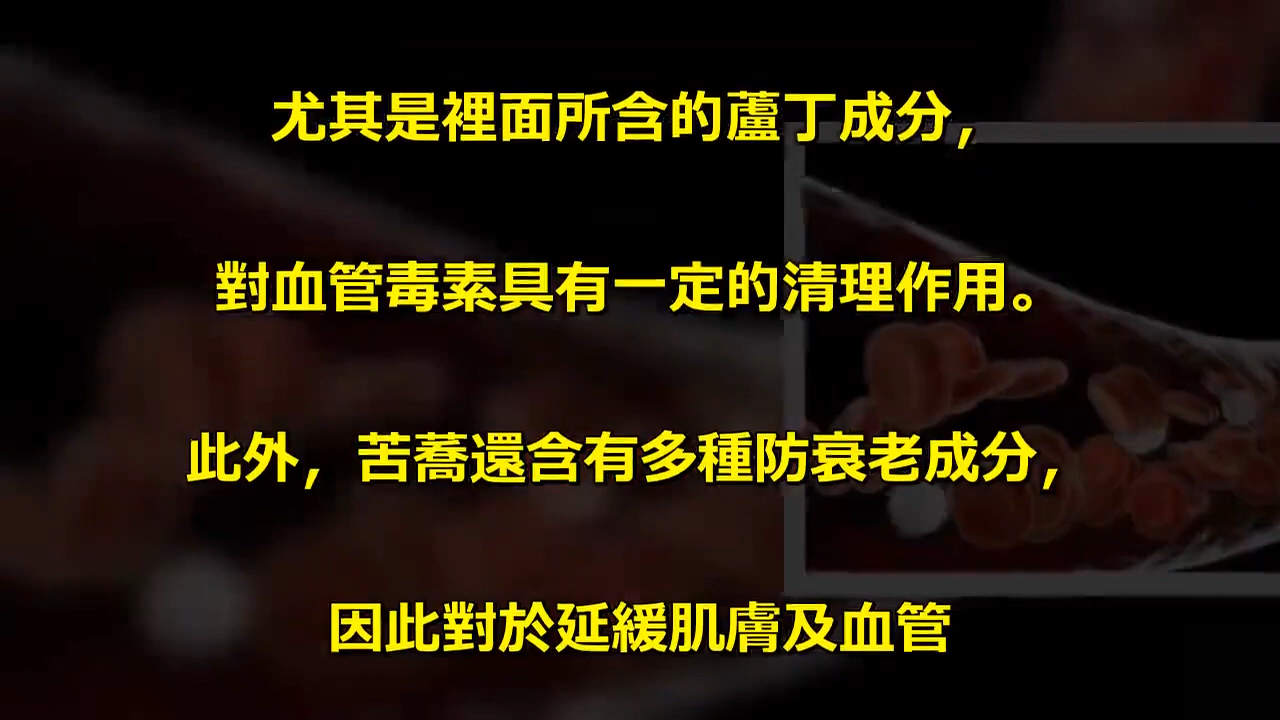 尤其是裡面所含的蘆丁成分，
對血管毒素具有一定的清理作用。
此外，苦蕎還含有多種防衰老成分，
因此對於延緩肌膚及血管